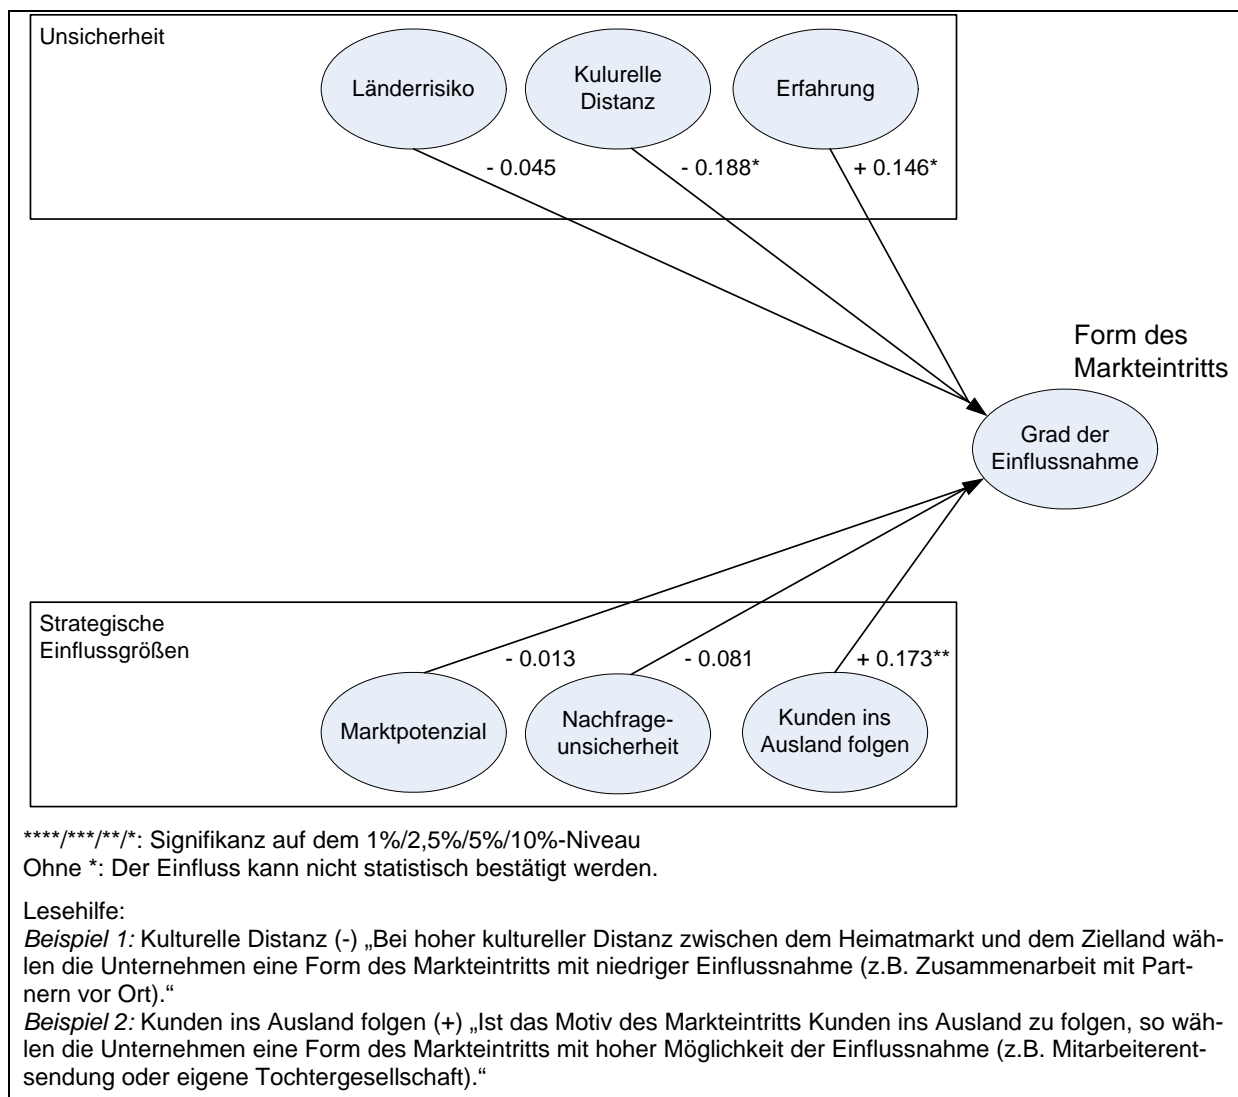 Unsicherheit
Länderrisiko
Kulurelle
Distanz
Erfahrung
- 0.045
- 0.188*
+ 0.146*
Form des
Markteintritts
Grad der
Einflussnahme
Strategische
Einflussgrößen
- 0.013
- 0.081
+ 0.173**
Marktpotenzial
Nachfrage-
unsicherheit
Kunden ins
Ausland folgen
****/***/**/*: Signifikanz auf dem 1%/2,5%/5%/10%-Niveau
Ohne *: Der Einfluss kann nicht statistisch bestätigt werden.
Lesehilfe:
Beispiel 1: Kulturelle Distanz (-) „Bei hoher kultureller Distanz zwischen dem Heimatmarkt und dem Zielland wäh-
len die Unternehmen eine Form des Markteintritts mit niedriger Einflussnahme (z.B. Zusammenarbeit mit Part-
nern vor Ort).“
Beispiel 2: Kunden ins Ausland folgen (+) „Ist das Motiv des Markteintritts Kunden ins Ausland zu folgen, so wäh-
len die Unternehmen eine Form des Markteintritts mit hoher Möglichkeit der Einflussnahme (z.B. Mitarbeiterent-
sendung oder eigene Tochtergesellschaft).“